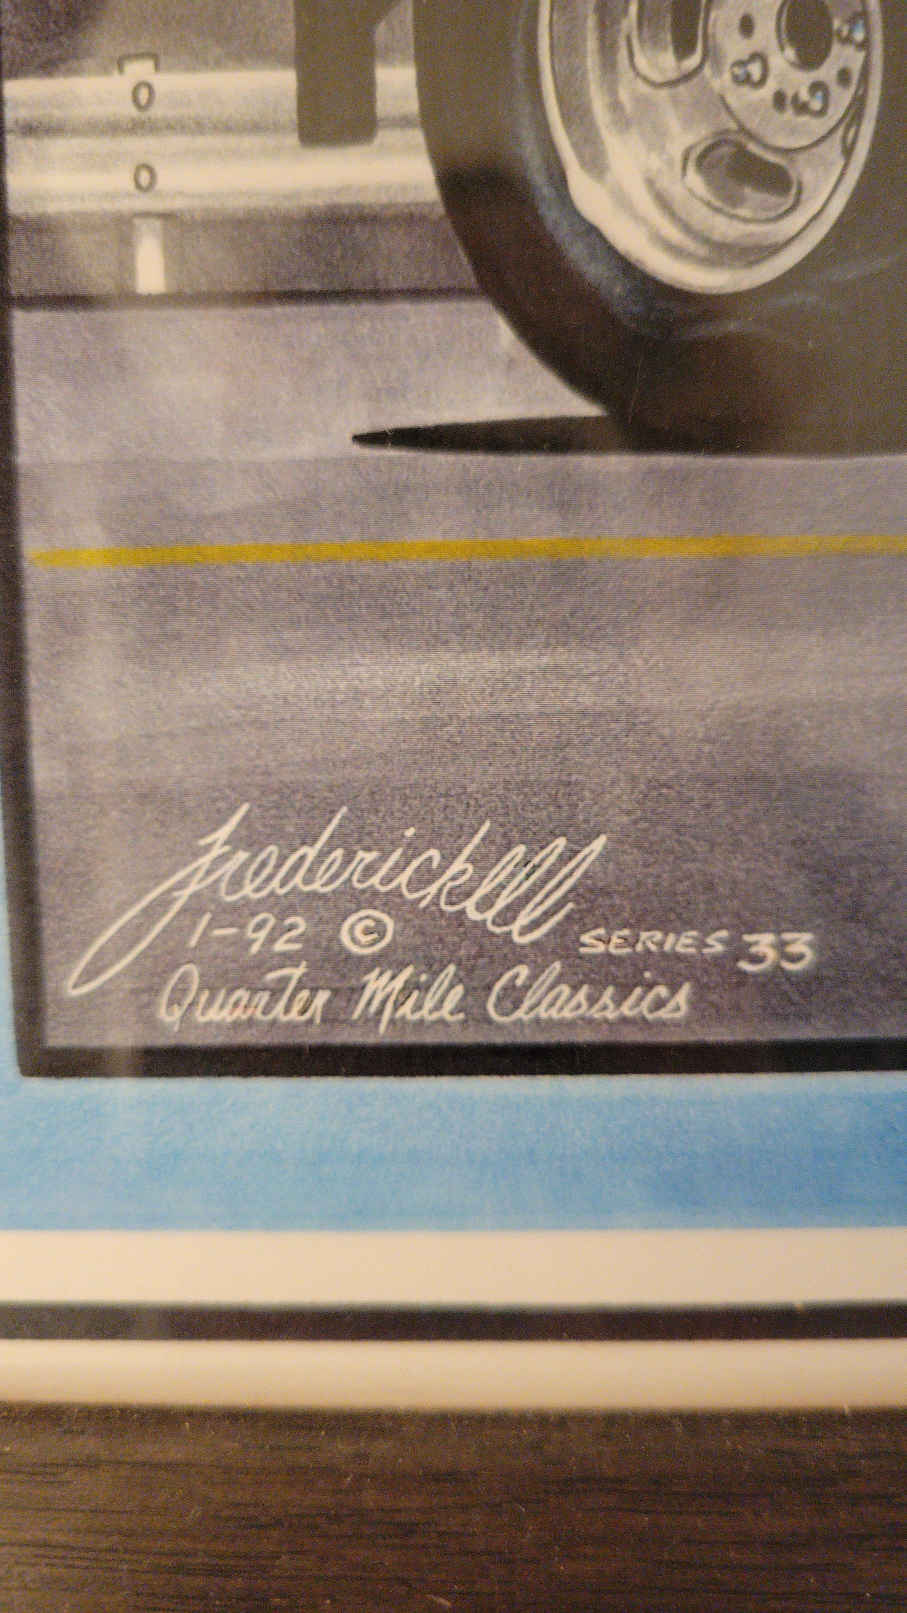 Frederickll
1-92 ©
SERIES 33
Quarter Mile Classics